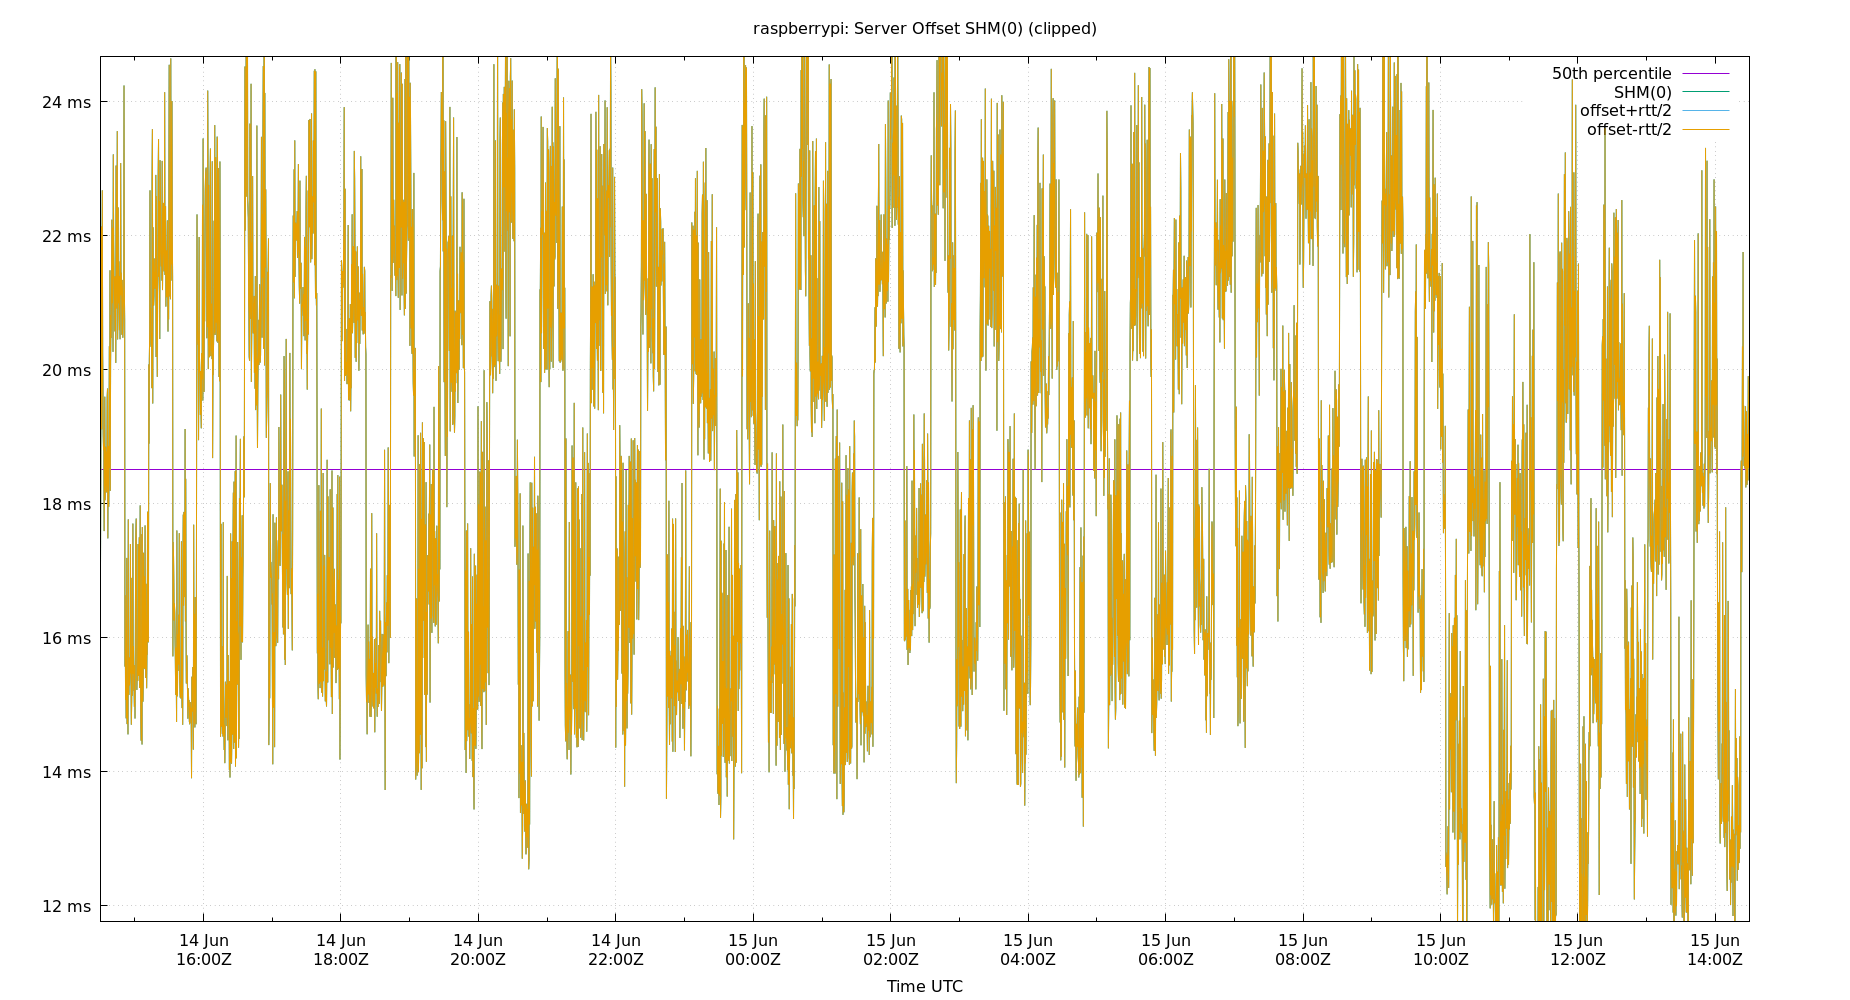 raspberrypi: Server Offset SHM(0) (clipped)
50th percentile
SHM(0)
offset+rtt/2
offset-rtt/2
24 ms
22 ms
20 ms
18 ms
16 ms
14 ms
12 ms
14 Jun 14 Jun 14 Jun 14 Jun 15 Jun 15 Jun 15 Jun 15 Jun 15 Jun 15 Jun 15 Jun 15 Jun
16:00Z 18:00Z 20:00Z 22:00Z 00:00Z 02:00Z 04:00Z 06:00Z 08:00Z 10:00Z 12:00Z 14:00Z
Time UTC